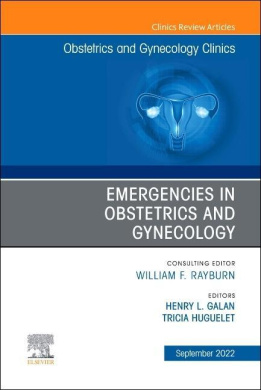 Clinics Review Articles
Obstetrics and Gynecology Clinics
EMERGENCIES IN
OBSTETRICS AND
GYNECOLOGY
CONSULTING EDITOR
WILLIAM F. RAYBURN
EDITORS
HENRY L. GALAN
TRICIA HUGUELET
ELSEVIER
September 2022